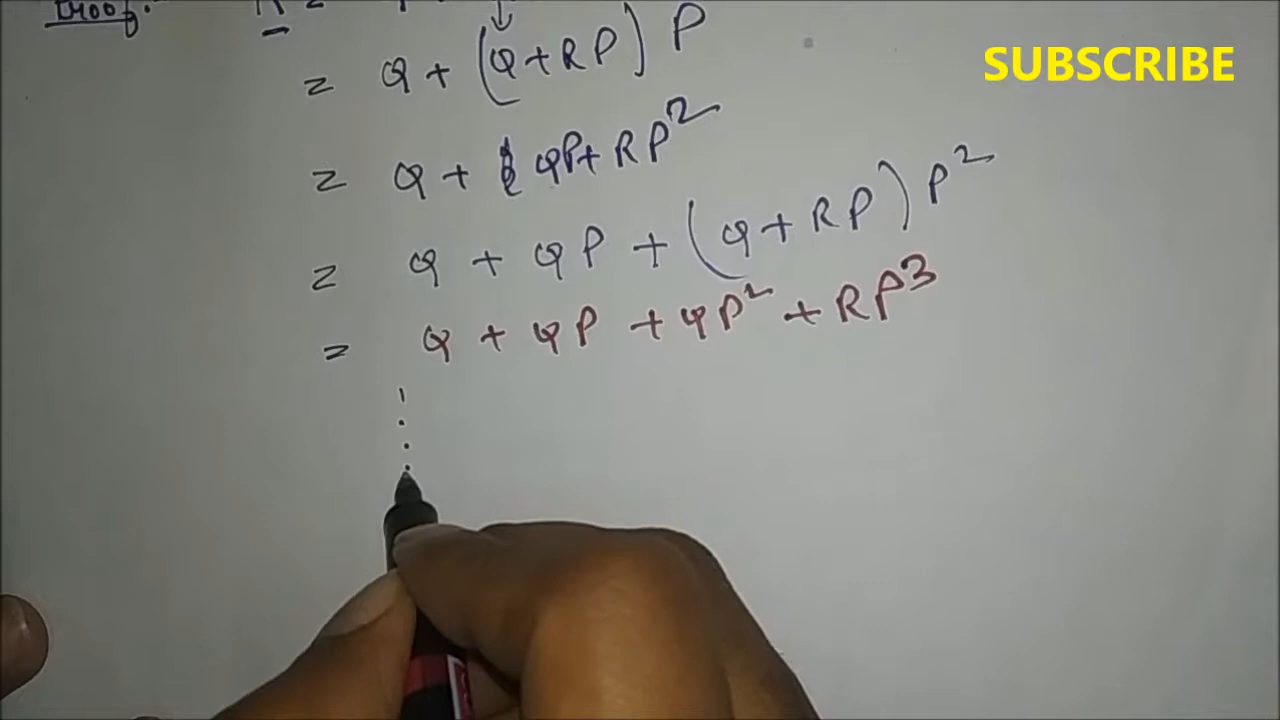 Proof:
SUBSCRIBE
= Q + (Q + RP) P
= Q + QP + RP²
= Q + QP + (Q + RP) P²
= Q + QP + QP² + RP³